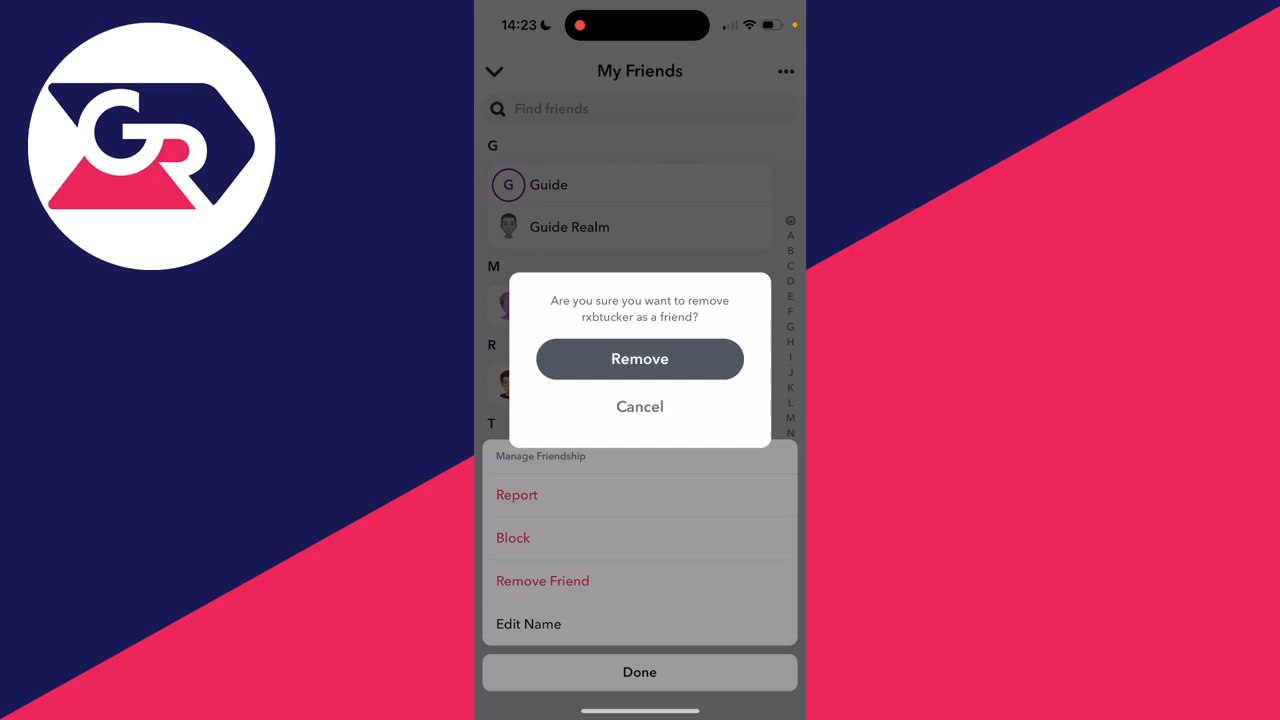 GR
14:23
My Friends
Find friends
G
G Guide
Guide Realm
M
R
T
A
B
C
D
E
F
G
H
I
J
K
L
M
N
Are you sure you want to remove
rxbtucker as a friend?
Remove
Cancel
Manage Friendship
Report
Block
Remove Friend
Edit Name
Done